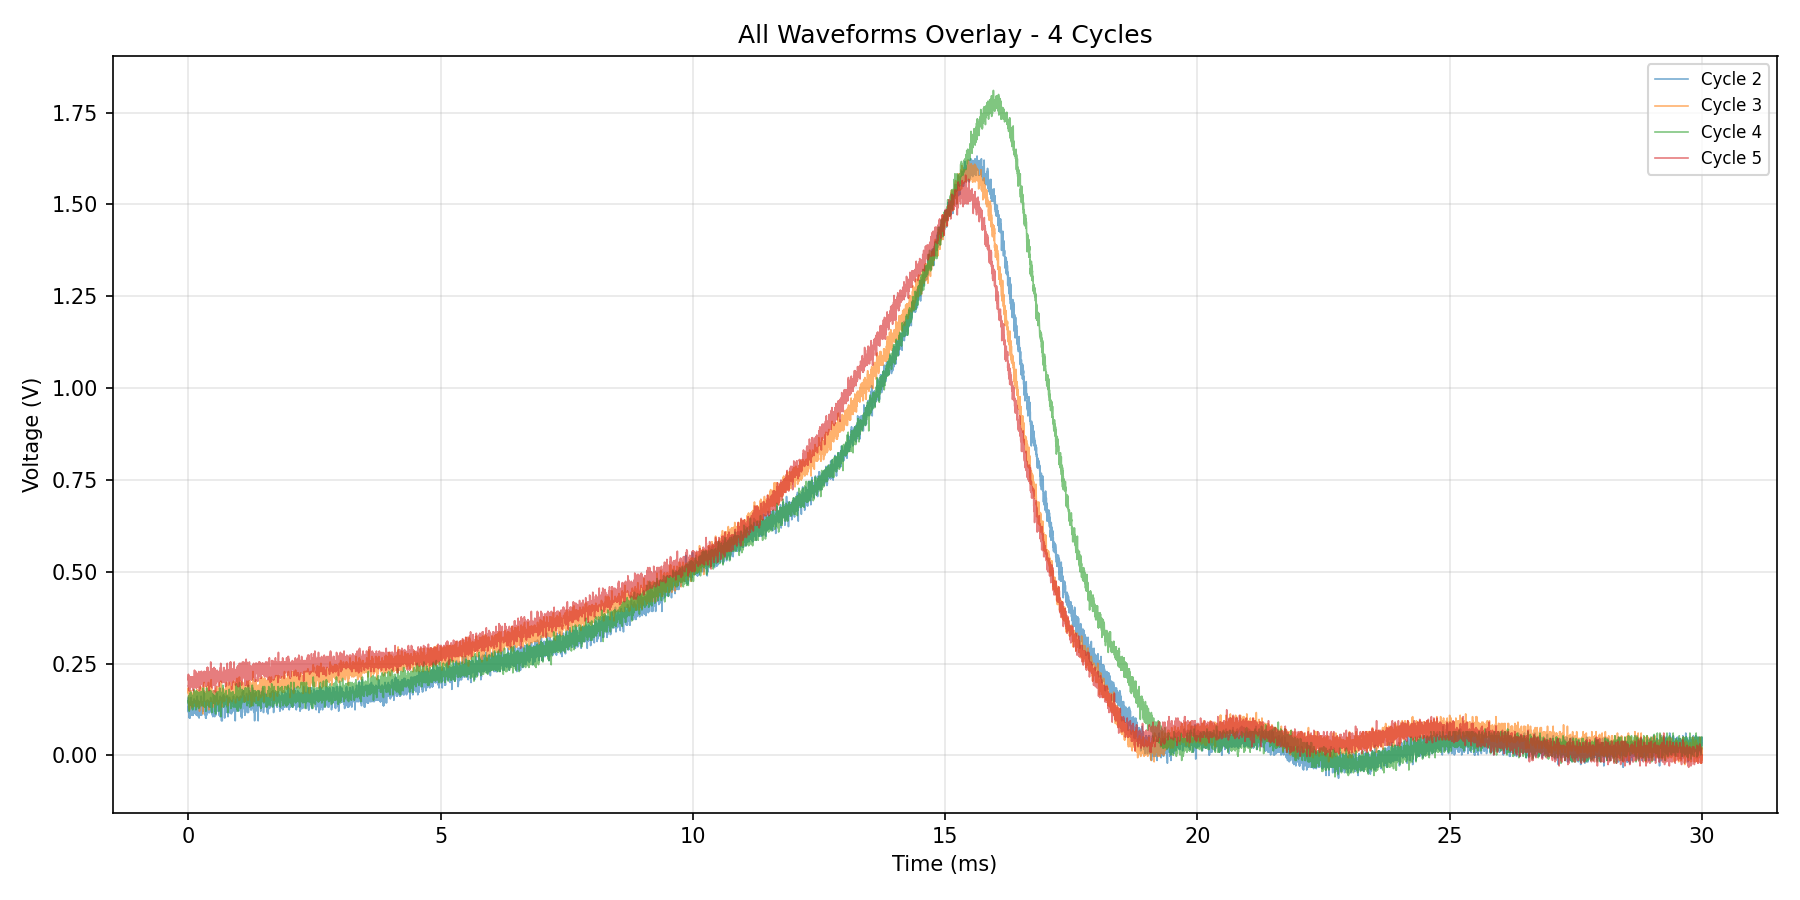 All Waveforms Overlay - 4 Cycles
Cycle 2
Cycle 3
Cycle 4
Cycle 5
Voltage (V)
1.75
1.50
1.25
1.00
0.75
0.50
0.25
0.00
0 5 10 15 20 25 30
Time (ms)